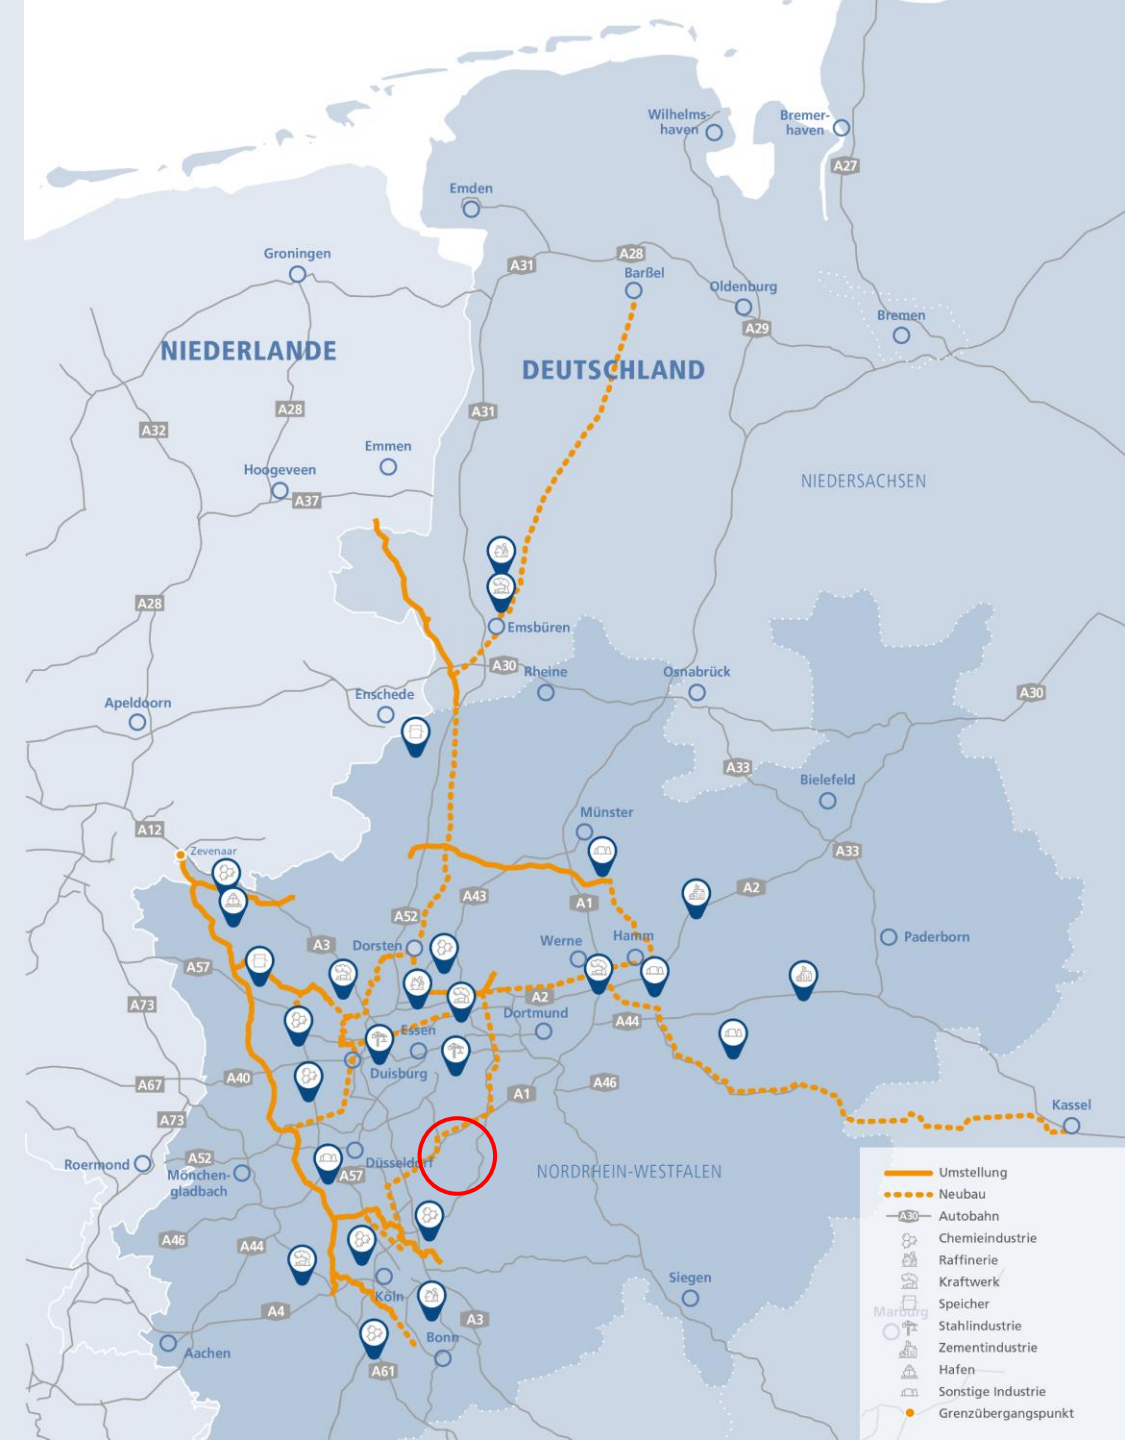 Wilhelms-
haven
Bremer-
haven
A27
Emden
Groningen
A31
A28
Barßel
Oldenburg
A29
Bremen
NIEDERLANDE
DEUTSCHLAND
A28
A31
A32
Emmen
Hoogeveen
A37
NIEDERSACHSEN
A28
Emsbüren
A30
Rheine
Osnabrück
A30
Enschede
Apeldoorn
A33
Bielefeld
Münster
A12
Zevenaar
A33
A2
A43
A1
A52
A3
Dorsten
Werne
Hamm
Paderborn
A57
A73
A2
Dortmund
A44
Essen
Duisburg
A40
A67
A46
A1
A73
Kassel
A52
Roermond
Mönchen-
gladbach
Düsseldorf
A57
NORDRHEIN-WESTFALEN
A46
A44
Siegen
Köln
A4
A3
Bonn
Aachen
A61
Marburg
Umstellung
Neubau
A30
Autobahn
Chemieindustrie
Raffinerie
Kraftwerk
Speicher
Stahlindustrie
Zementindustrie
Hafen
Sonstige Industrie
Grenzübergangspunkt